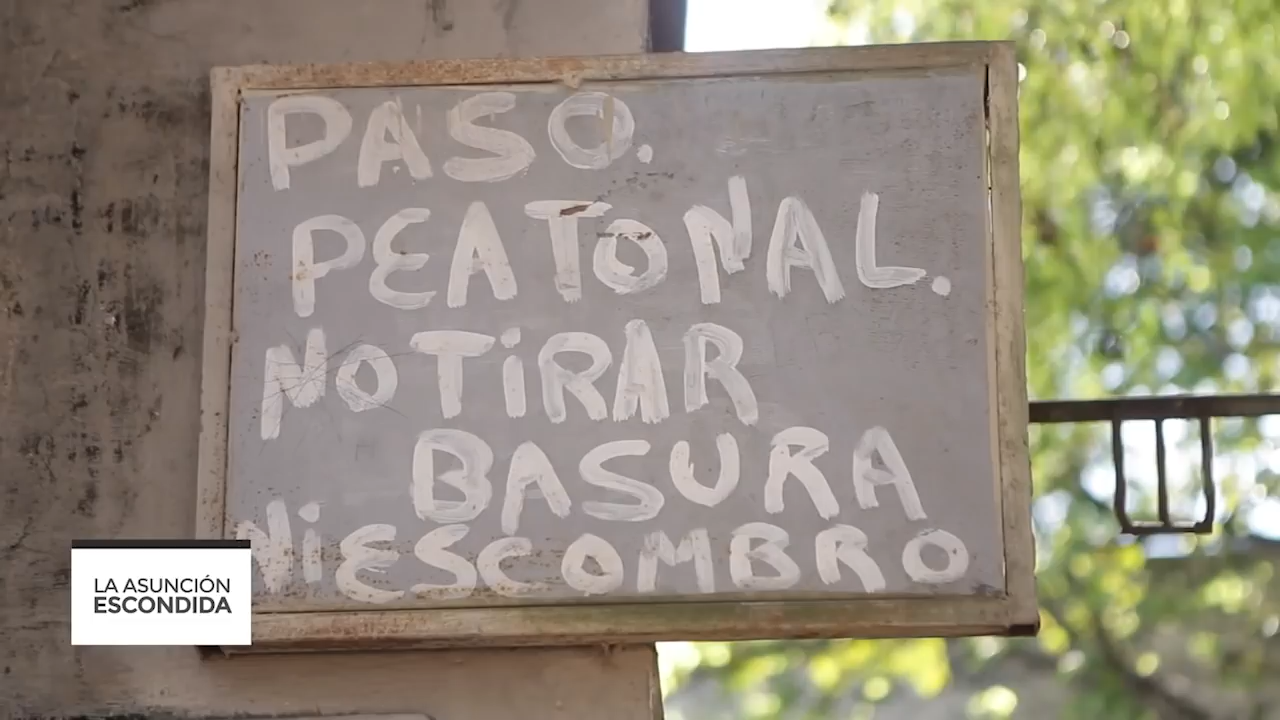 PASO.
PEATONAL.
NO TiRAR
BASURA
Ni ESCOMBRO
LA ASUNCIÓN
ESCONDIDA